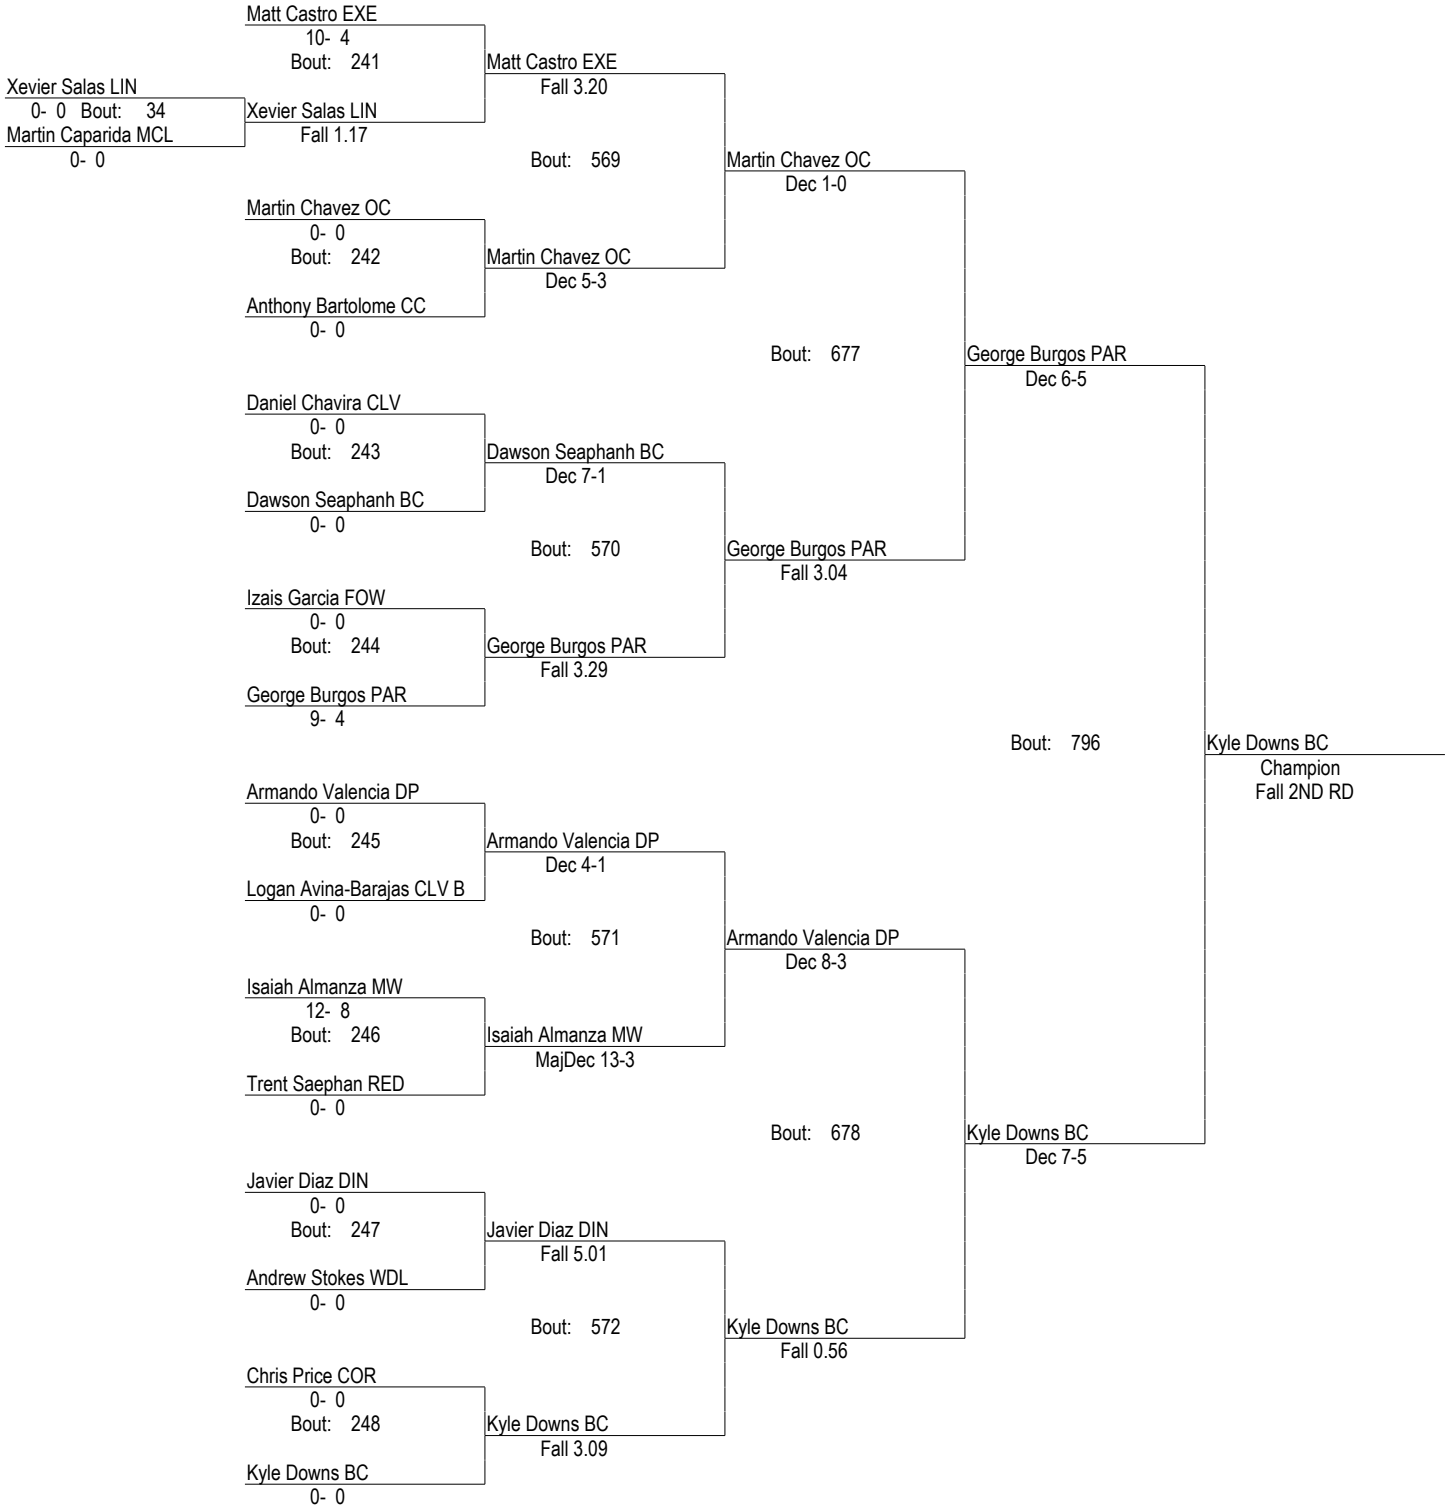 Matt Castro EXE
10- 4
Bout: 241
Matt Castro EXE
Fall 3.20
Xevier Salas LIN
0- 0 Bout: 34
Xevier Salas LIN
Martin Caparida MCL
Fall 1.17
0- 0
Bout: 569
Martin Chavez OC
Dec 1-0
Martin Chavez OC
0- 0
Bout: 242
Martin Chavez OC
Dec 5-3
Anthony Bartolome CC
0- 0
Bout: 677
George Burgos PAR
Dec 6-5
Daniel Chavira CLV
0- 0
Bout: 243
Dawson Seaphanh BC
Dec 7-1
Dawson Seaphanh BC
0- 0
Bout: 570
George Burgos PAR
Fall 3.04
Izais Garcia FOW
0- 0
Bout: 244
George Burgos PAR
Fall 3.29
George Burgos PAR
9- 4
Bout: 796
Kyle Downs BC
Champion
Fall 2ND RD
Armando Valencia DP
0- 0
Bout: 245
Armando Valencia DP
Dec 4-1
Logan Avina-Barajas CLV B
0- 0
Bout: 571
Armando Valencia DP
Dec 8-3
Isaiah Almanza MW
12- 8
Bout: 246
Isaiah Almanza MW
MajDec 13-3
Trent Saephan RED
0- 0
Bout: 678
Kyle Downs BC
Dec 7-5
Javier Diaz DIN
0- 0
Bout: 247
Javier Diaz DIN
Fall 5.01
Andrew Stokes WDL
0- 0
Bout: 572
Kyle Downs BC
Fall 0.56
Chris Price COR
0- 0
Bout: 248
Kyle Downs BC
Fall 3.09
Kyle Downs BC
0- 0